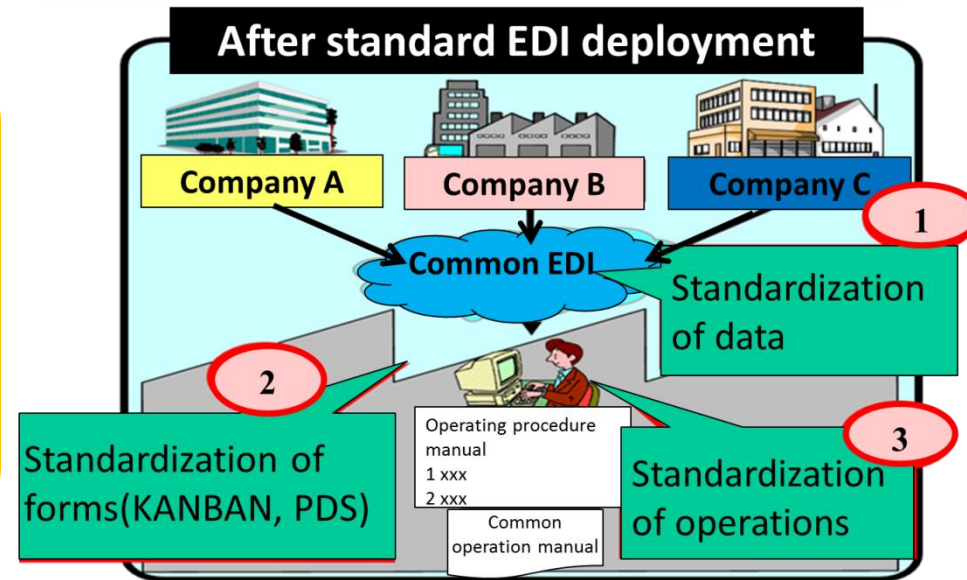 After standard EDI deployment
Company A
Company B
Company C
1
Common EDI
Standardization
of data
2
Standardization of
forms(KANBAN, PDS)
Operating procedure
manual
1 xxx
2 xxx
Common
operation manual
3
Standardization
of operations